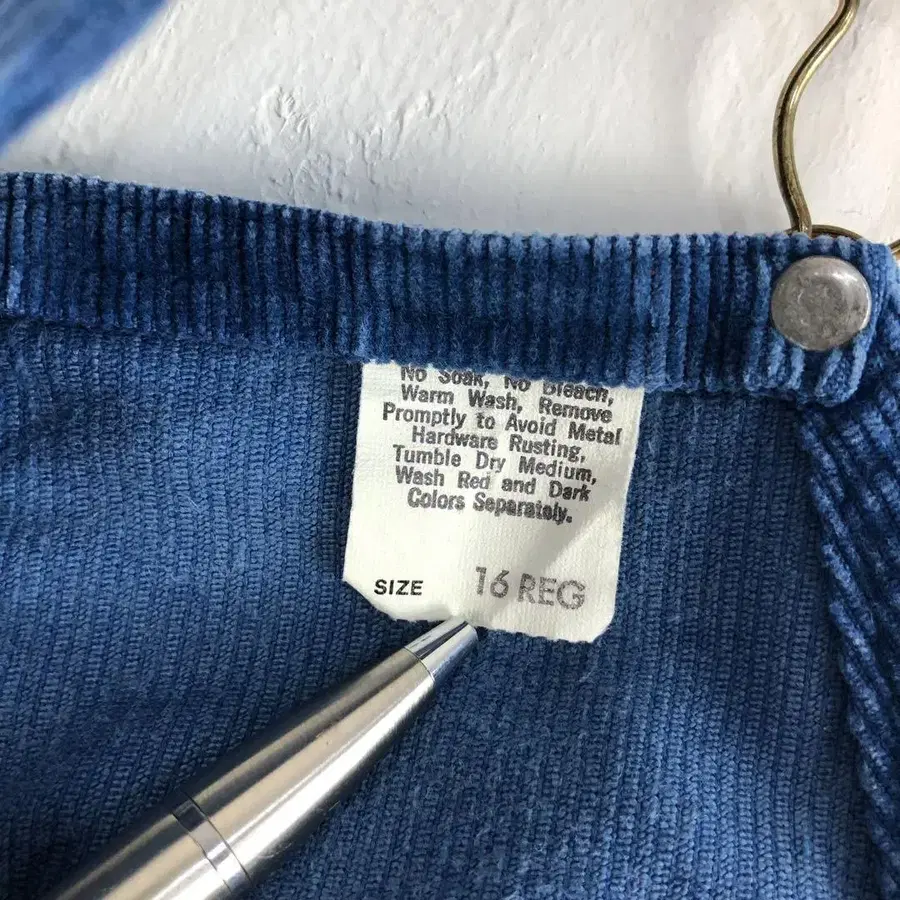 No Soak, No Bleach,
Warm Wash, Remove
Promptly to Avoid Metal
Hardware Rusting,
Tumble Dry Medium,
Wash Red and Dark
Colors Separately.
SIZE 16 REG